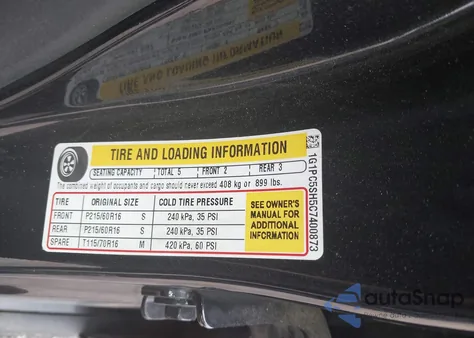 TIRE AND LOADING INFORMATION
SEATING CAPACITY TOTAL 5 FRONT 2 REAR 3
The combined weight of occupants and cargo should never exceed 408 kg or 899 lbs.
TIRE ORIGINAL SIZE COLD TIRE PRESSURE
FRONT P215/60R16 S 240 kPa, 35 PSI
REAR P215/60R16 S 240 kPa, 35 PSI
SPARE T115/70R16 M 420 kPa, 60 PSI
SEE OWNER'S
MANUAL FOR
ADDITIONAL
INFORMATION
1G1PC5SH5C7400873
autoSnap